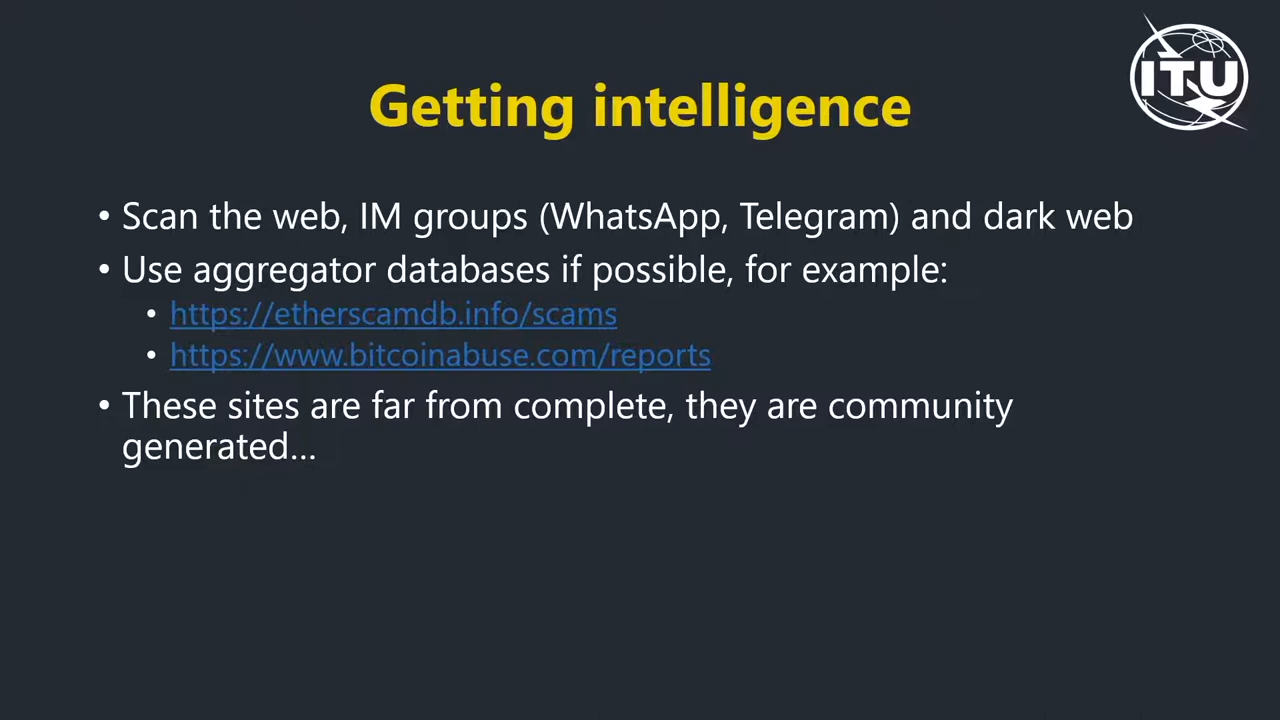 ITU
Getting intelligence
• Scan the web, IM groups (WhatsApp, Telegram) and dark web
• Use aggregator databases if possible, for example:
• https://etherscamdb.info/scams
• https://www.bitcoinabuse.com/reports
• These sites are far from complete, they are community
generated...